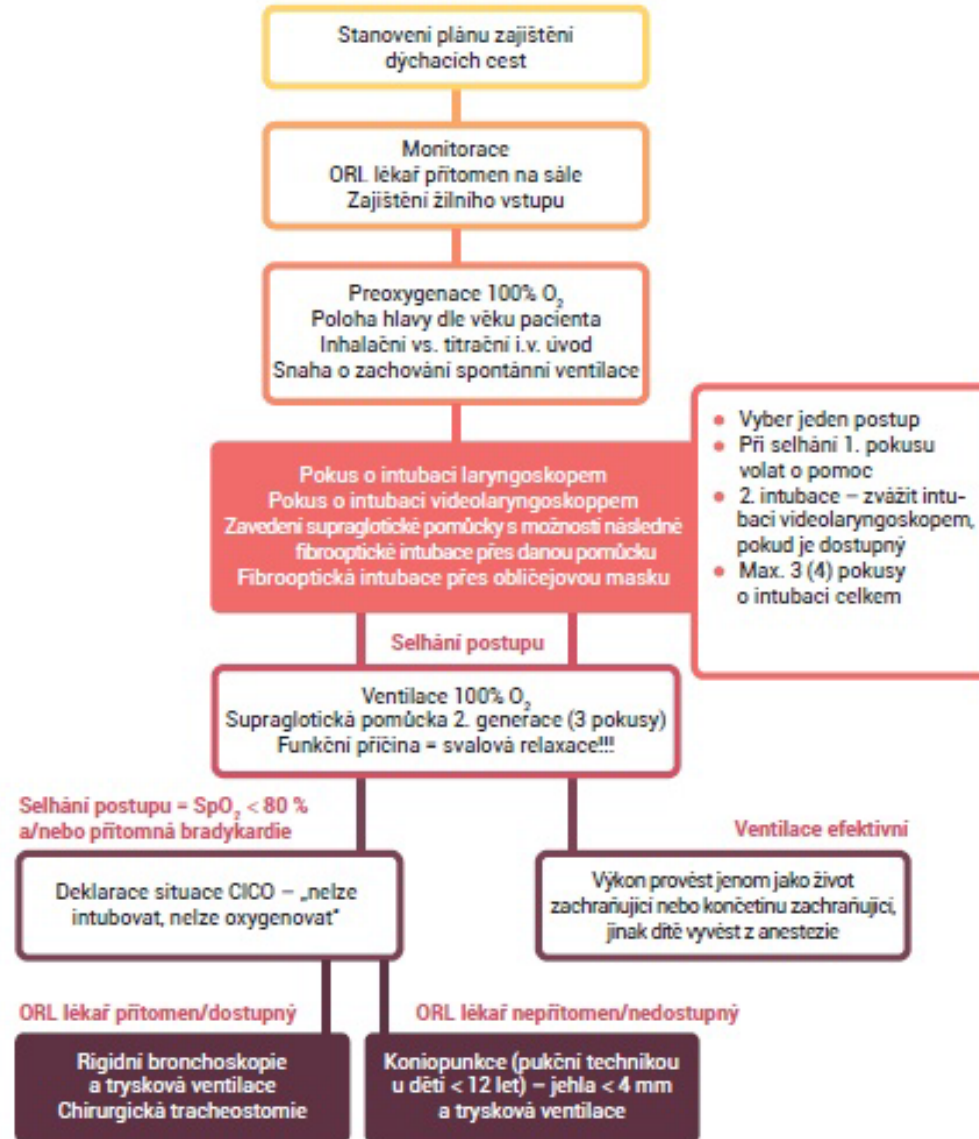 Stanovení plánu zajištění
dýchacích cest
Monitorace
ORL lékař přítomen na sále
Zajištění žilního vstupu
Preoxygenace 100% O₂
Poloha hlavy dle věku pacienta
Inhalační vs. titrační i.v. úvod
Snaha o zachování spontánní ventilace
Pokus o intubaci laryngoskopem
Pokus o intubaci videolaryngoskoppem
Zavedení supraglotické pomůcky s možností následné
fibrooptické intubace přes danou pomůcku
Fibrooptická intubace přes obličejovou masku
• Vyber jeden postup
• Při selhání 1. pokusu
volat o pomoc
• 2. intubace – zvážit intu-
baci videolaryngoskopem,
pokud je dostupný
• Max. 3 (4) pokusy
o intubaci celkem
Selhání postupu
Ventilace 100% O₂
Supraglotická pomůcka 2. generace (3 pokusy)
Funkční příčina = svalová relaxace!!!
Selhání postupu = SpO₂ < 80 %
a/nebo přítomná bradykardie
Ventilace efektivní
Deklarace situace CICO – „nelze
intubovat, nelze oxygenovat“
Výkon provést jenom jako život
zachraňující nebo končetinu zachraňující,
jinak dítě vyvést z anestezie
ORL lékař přítomen/dostupný
ORL lékař nepřítomen/nedostupný
Rigidní bronchoskopie
a trysková ventilace
Chirurgická tracheostomie
Koniopunkce (pukční technikou
u dětí < 12 let) – jehla < 4 mm
a trysková ventilace